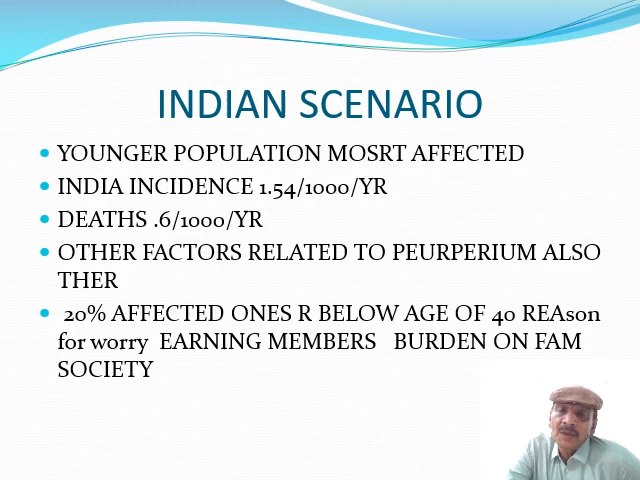 INDIAN SCENARIO
• YOUNGER POPULATION MOSRT AFFECTED
• INDIA INCIDENCE 1.54/1000/YR
• DEATHS .6/1000/YR
• OTHER FACTORS RELATED TO PEURPERIUM ALSO
THER
• 20% AFFECTED ONES R BELOW AGE OF 40 REAson
for worry EARNING MEMBERS BURDEN ON FAM
SOCIETY